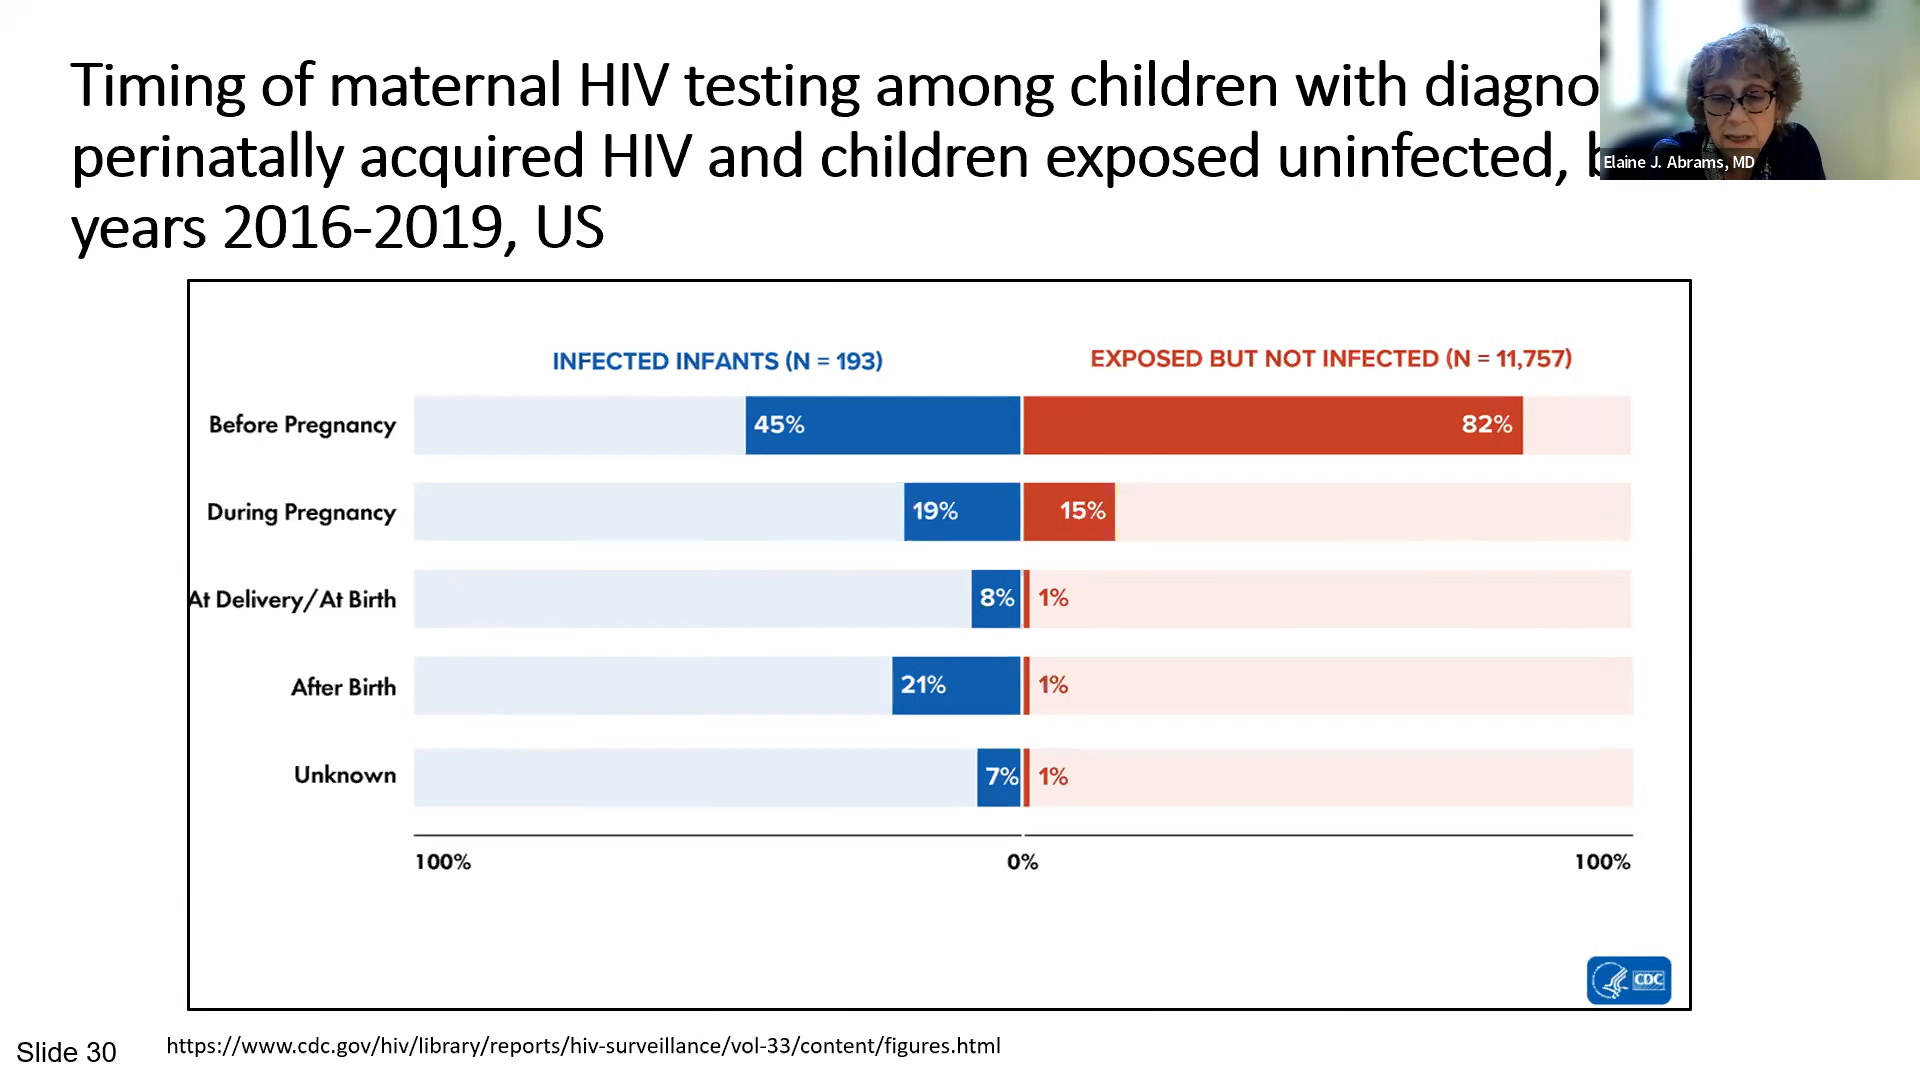 Timing of maternal HIV testing among children with
perinatally acquired HIV and children exposed uninfected,
years 2016-2019, US
Elaine J. Abrams, MD
INFECTED INFANTS (N = 193)
EXPOSED BUT NOT INFECTED (N = 11,757)
Before Pregnancy
45%
82%
During Pregnancy
19%
15%
At Delivery/At Birth
8%
1%
After Birth
21%
1%
Unknown
7%
1%
100%
0%
100%
CDC
Slide 30
https://www.cdc.gov/hiv/library/reports/hiv-surveillance/vol-33/content/figures.html